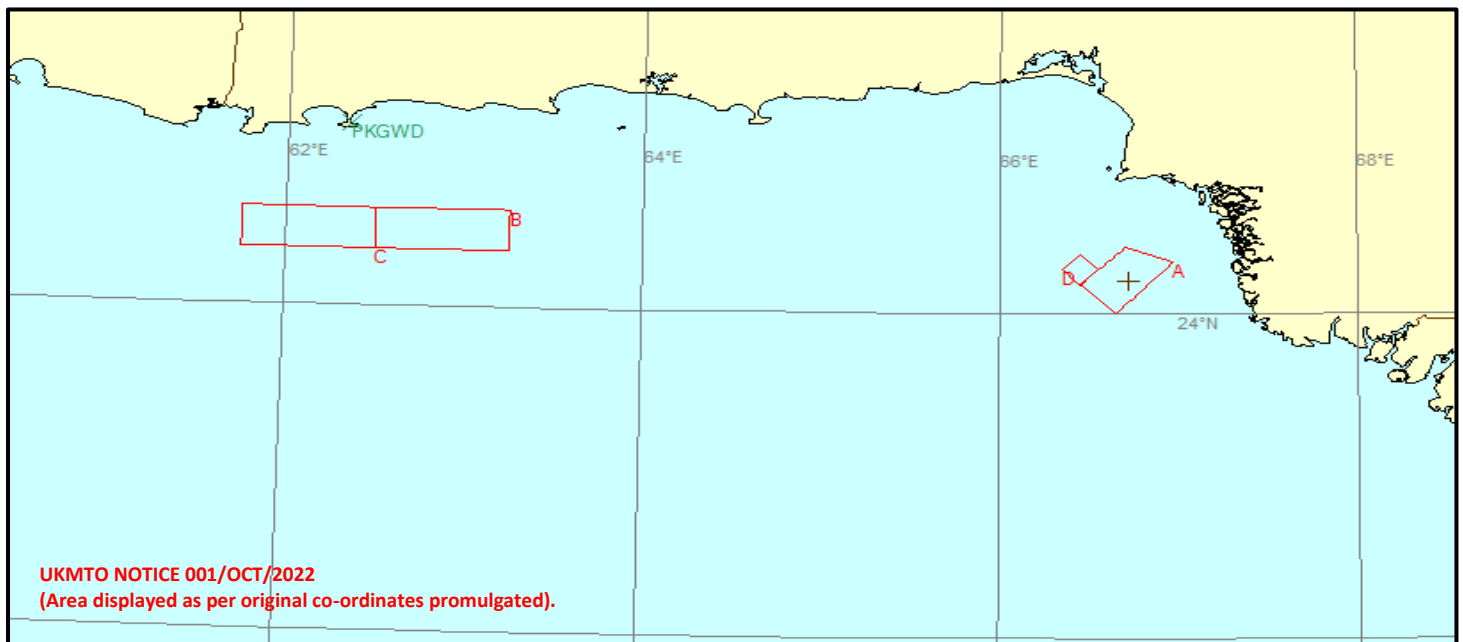 PKGWD
62°E
64°E
66°E
68°E
B
C
A
D
24°N
UKMTO NOTICE 001/OCT/2022
(Area displayed as per original co-ordinates promulgated).